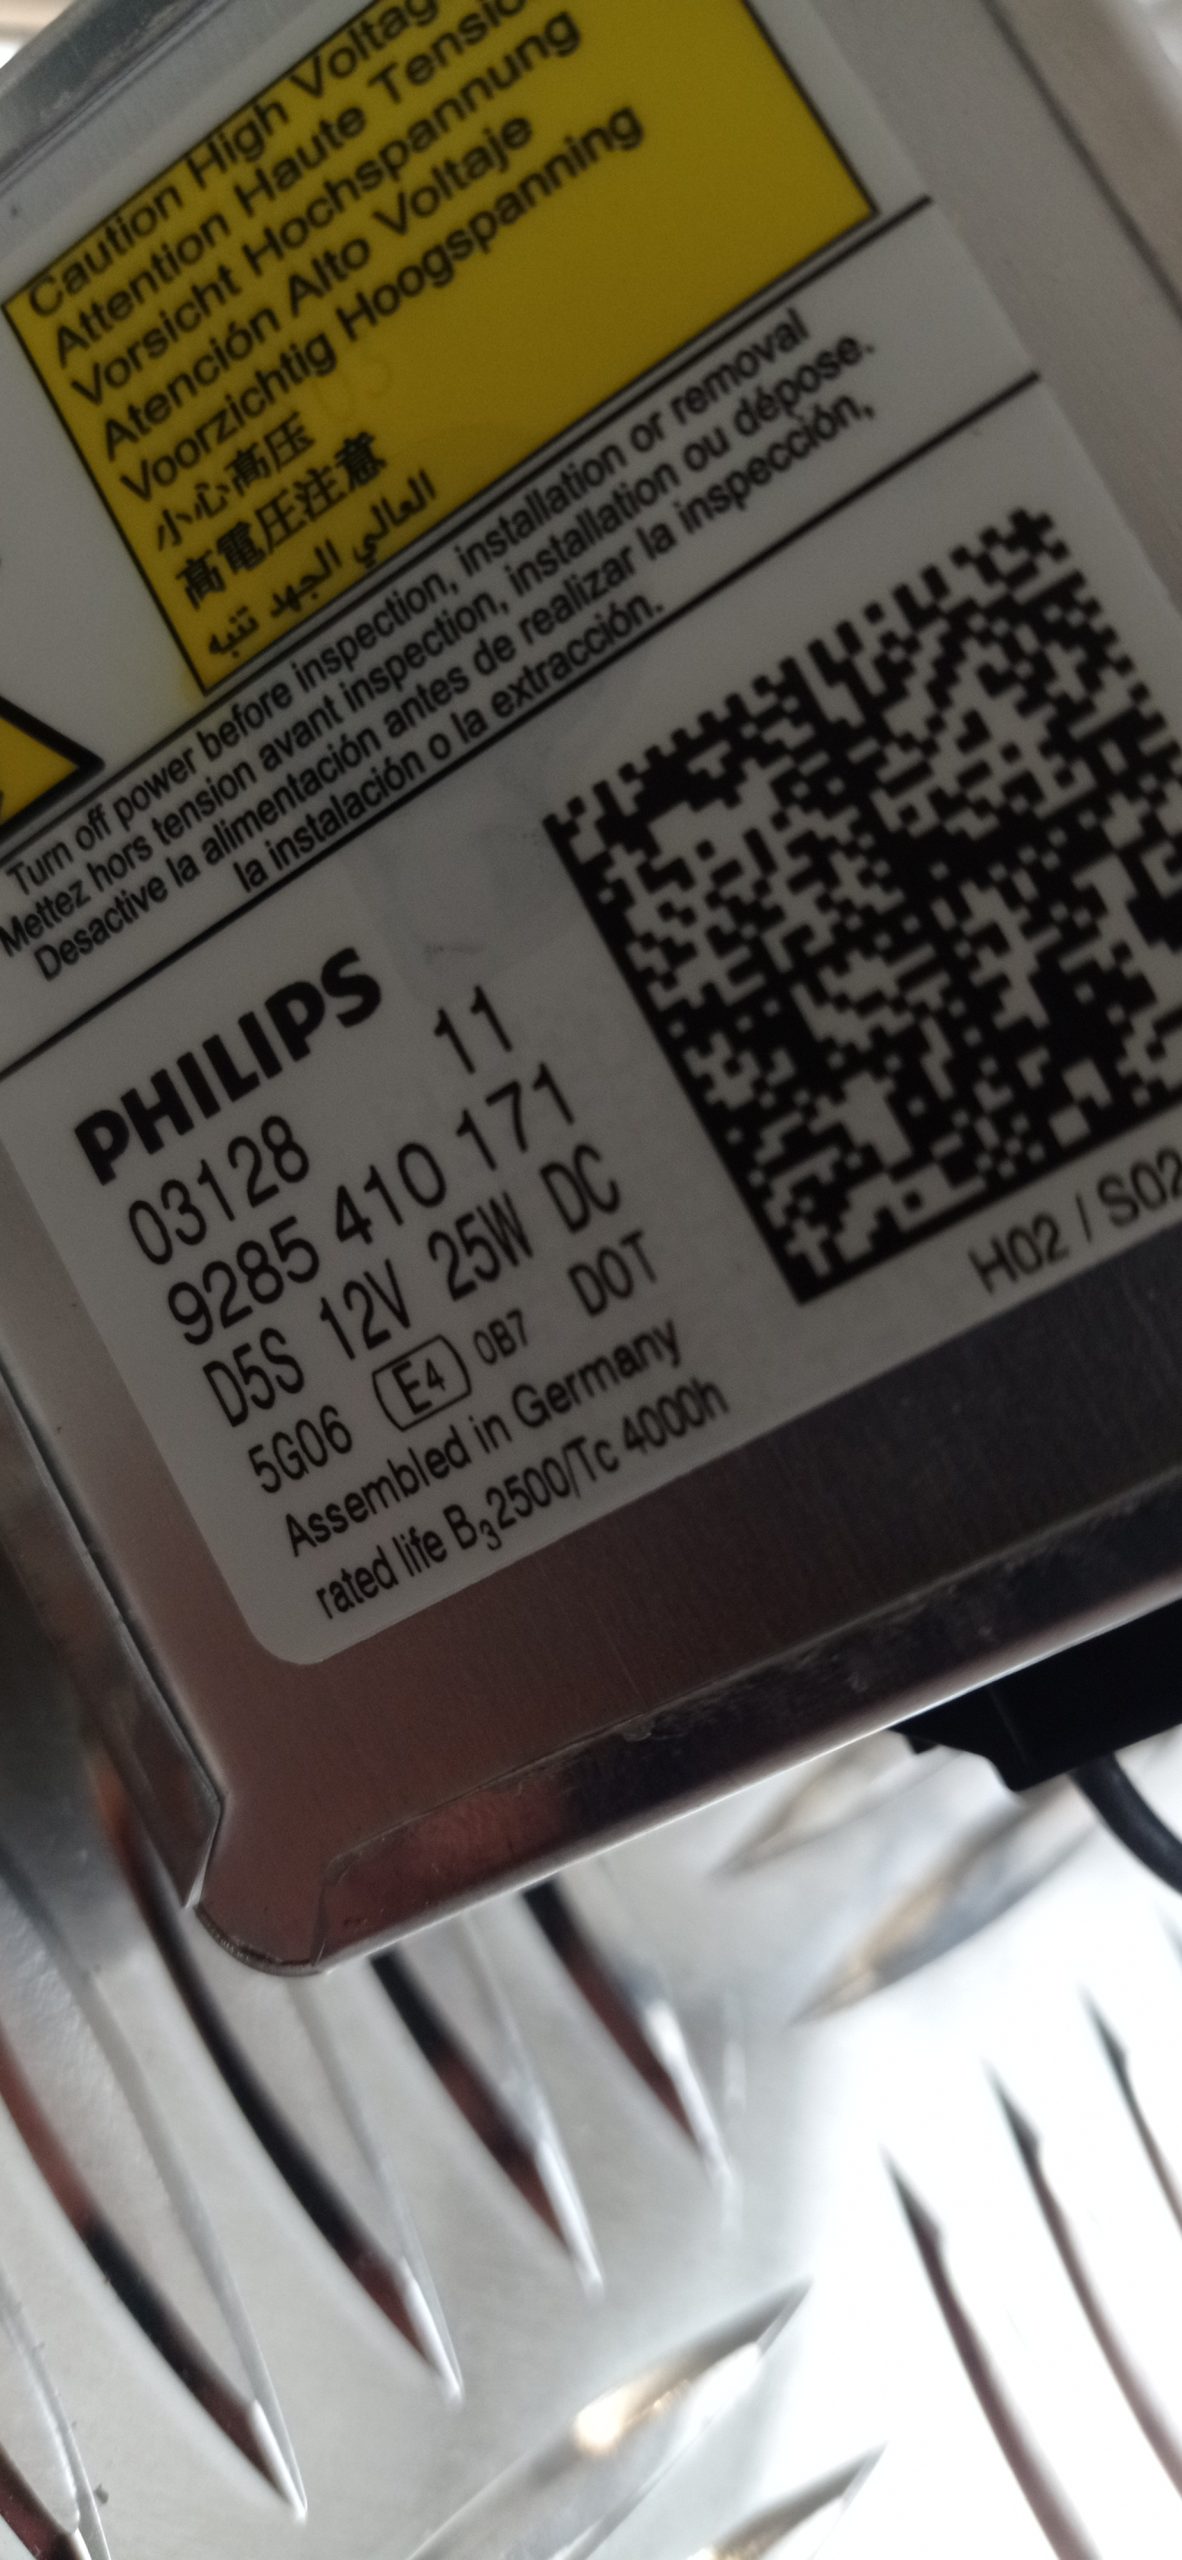 Caution High Voltag
Attention Haute Tensio
Vorsicht Hochspannung
Atención Alto Voltaje
Voorzichtig Hoogspanning
小心高压
高電圧注意
تنبه الجهد العالي
Turn off power before inspection, installation or removal
Mettez hors tension avant inspection, installation ou dépose.
Desactive la alimentación antes de realizar la inspección,
la instalación o la extracción.
PHILIPS
03128 11
9285 410 171
D5S 12V 25W DC
5G06 E4 0B7 DOT
Assembled in Germany
rated life B3 2500/Tc 4000h
H02 / S02